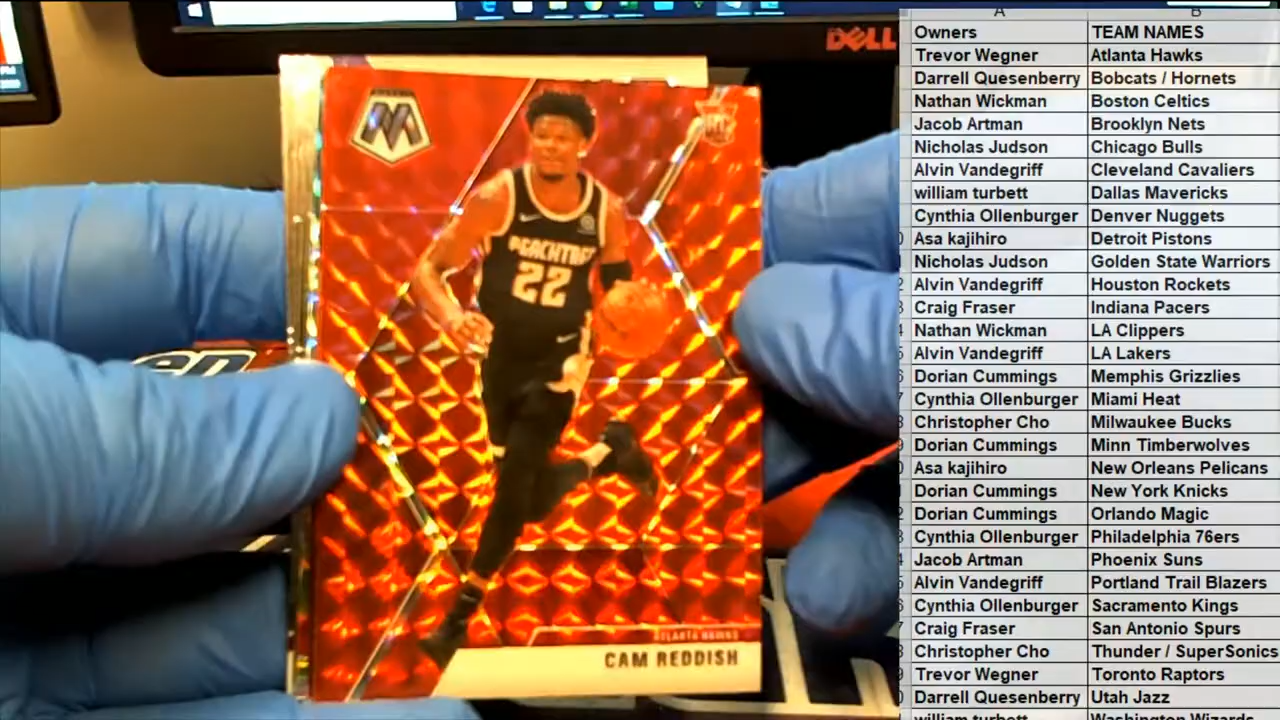 DELL
M
RC
PEACHTREE
22
ATLANTA HAWKS
CAM REDDISH
en
A B
Owners TEAM NAMES
Trevor Wegner Atlanta Hawks
Darrell Quesenberry Bobcats / Hornets
Nathan Wickman Boston Celtics
Jacob Artman Brooklyn Nets
Nicholas Judson Chicago Bulls
Alvin Vandegriff Cleveland Cavaliers
william turbett Dallas Mavericks
Cynthia Ollenburger Denver Nuggets
Asa kajihiro Detroit Pistons
Nicholas Judson Golden State Warriors
Alvin Vandegriff Houston Rockets
Craig Fraser Indiana Pacers
Nathan Wickman LA Clippers
Alvin Vandegriff LA Lakers
Dorian Cummings Memphis Grizzlies
Cynthia Ollenburger Miami Heat
Christopher Cho Milwaukee Bucks
Dorian Cummings Minn Timberwolves
Asa kajihiro New Orleans Pelicans
Dorian Cummings New York Knicks
Dorian Cummings Orlando Magic
Cynthia Ollenburger Philadelphia 76ers
Jacob Artman Phoenix Suns
Alvin Vandegriff Portland Trail Blazers
Cynthia Ollenburger Sacramento Kings
Craig Fraser San Antonio Spurs
Christopher Cho Thunder / SuperSonics
Trevor Wegner Toronto Raptors
Darrell Quesenberry Utah Jazz
william turbett Washington Wizards